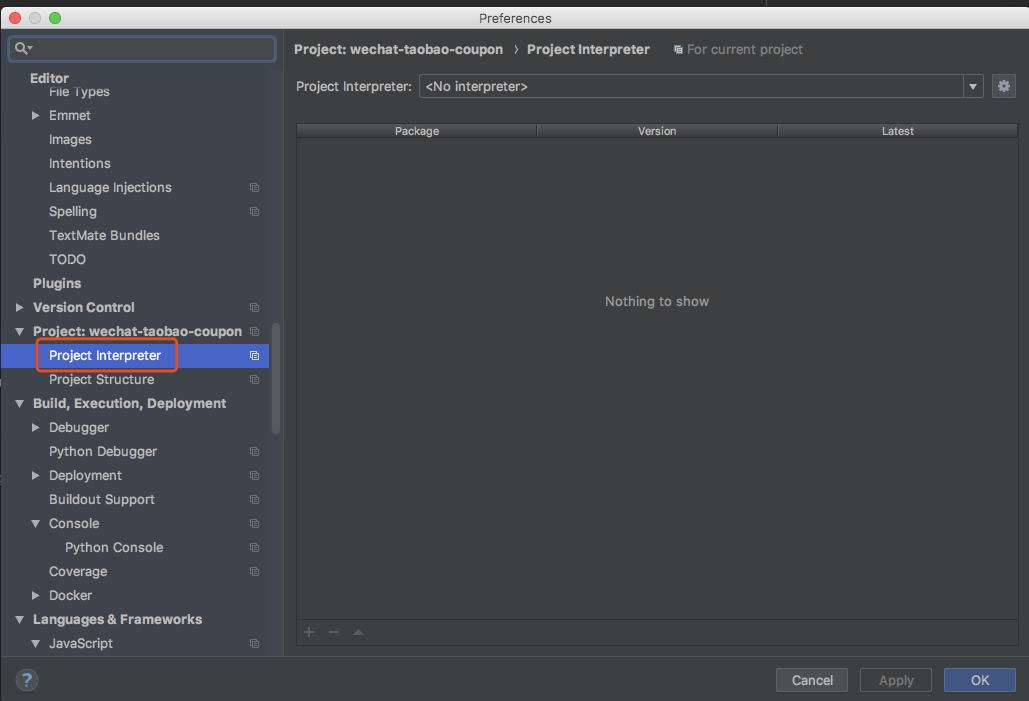 Preferences
Editor
File Types
Emmet
Images
Intentions
Language Injections
Spelling
TextMate Bundles
TODO
Plugins
Version Control
Project: wechat-taobao-coupon
Project Interpreter
Project Structure
Build, Execution, Deployment
Debugger
Python Debugger
Deployment
Buildout Support
Console
Python Console
Coverage
Docker
Languages & Frameworks
JavaScript
Project: wechat-taobao-coupon › Project Interpreter For current project
Project Interpreter: <No interpreter>
Package Version Latest
Nothing to show
? Cancel Apply OK